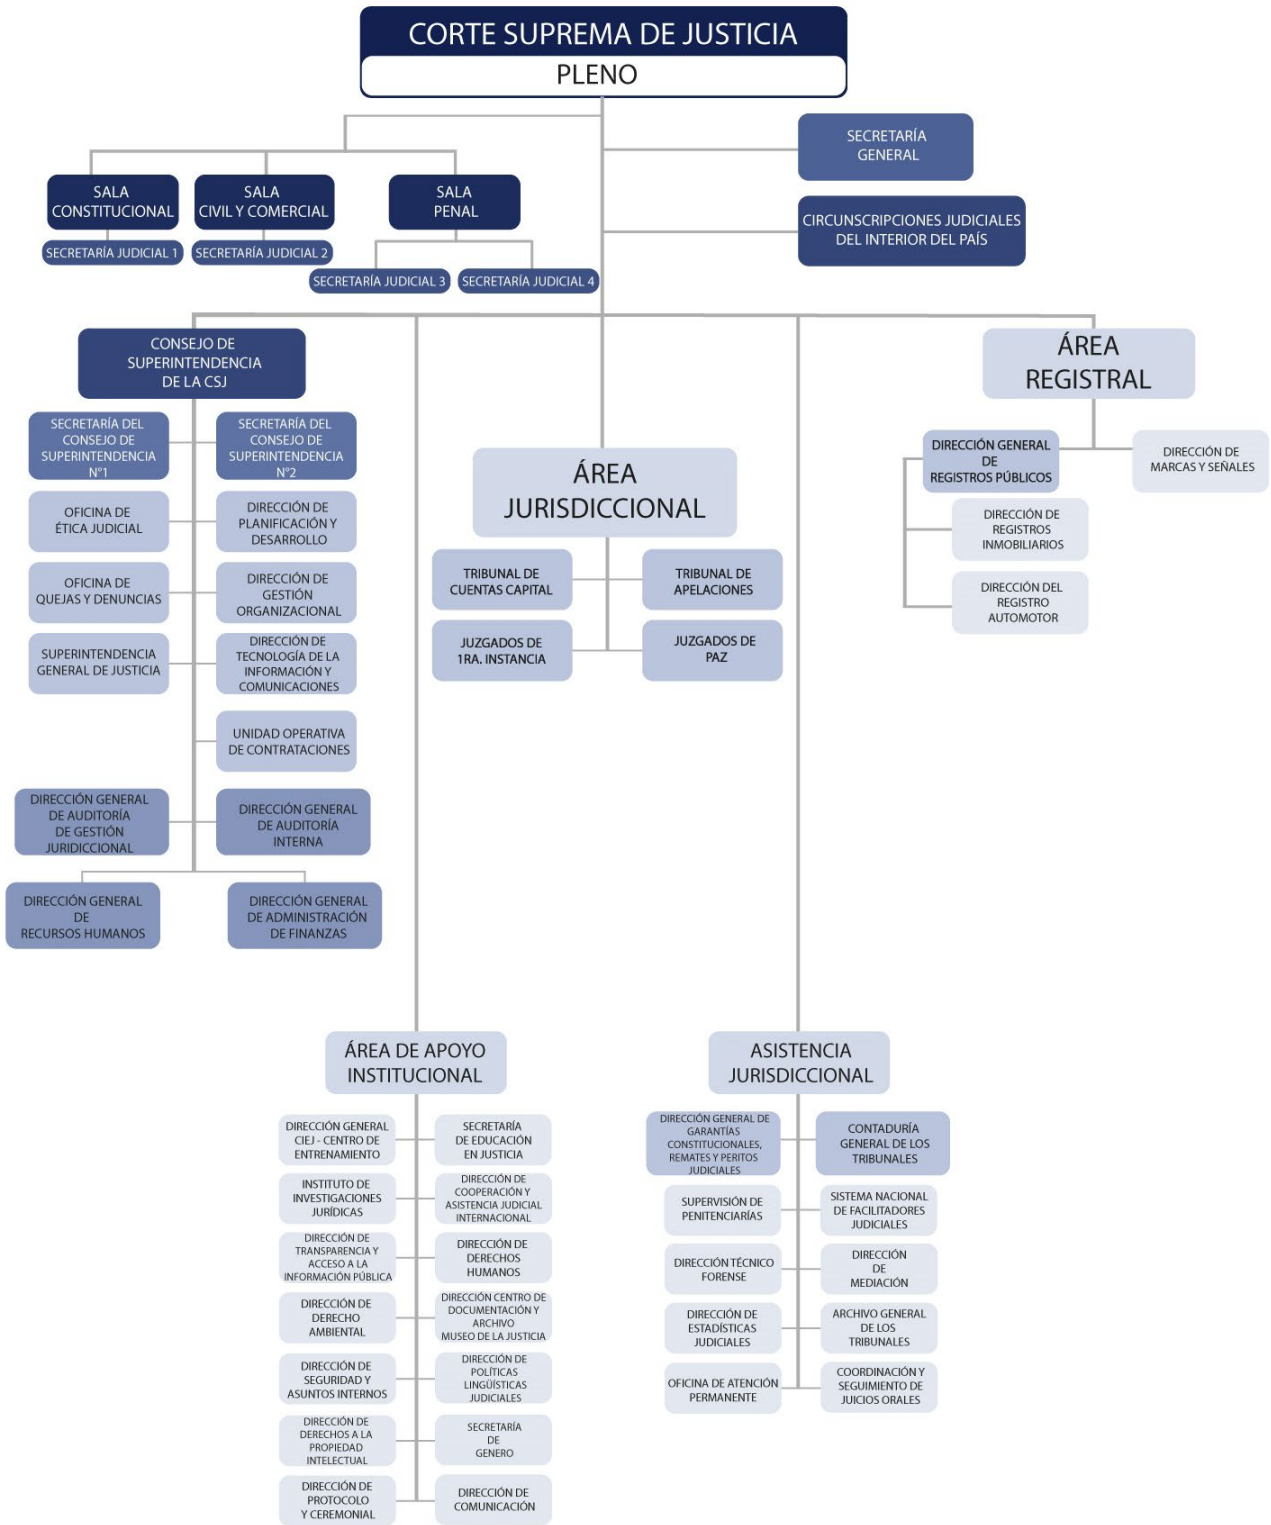 CORTE SUPREMA DE JUSTICIA
PLENO
SECRETARÍA
GENERAL
CIRCUNSCRIPCIONES JUDICIALES
DEL INTERIOR DEL PAÍS
SALA
CONSTITUCIONAL
SALA
CIVIL Y COMERCIAL
SALA
PENAL
SECRETARÍA JUDICIAL 1
SECRETARÍA JUDICIAL 2
SECRETARÍA JUDICIAL 3
SECRETARÍA JUDICIAL 4
CONSEJO DE
SUPERINTENDENCIA
DE LA CSJ
SECRETARÍA DEL
CONSEJO DE
SUPERINTENDENCIA
N°1
SECRETARÍA DEL
CONSEJO DE
SUPERINTENDENCIA
N°2
OFICINA DE
ÉTICA JUDICIAL
DIRECCIÓN DE
PLANIFICACIÓN Y
DESARROLLO
OFICINA DE
QUEJAS Y DENUNCIAS
DIRECCIÓN DE
GESTIÓN
ORGANIZACIONAL
SUPERINTENDENCIA
GENERAL DE JUSTICIA
DIRECCIÓN DE
TECNOLOGÍA DE LA
INFORMACIÓN Y
COMUNICACIONES
UNIDAD OPERATIVA
DE CONTRATACIONES
DIRECCIÓN GENERAL
DE AUDITORÍA
DE GESTIÓN
JURIDICCIONAL
DIRECCIÓN GENERAL
DE AUDITORÍA
INTERNA
DIRECCIÓN GENERAL
DE
RECURSOS HUMANOS
DIRECCIÓN GENERAL
DE ADMINISTRACIÓN
DE FINANZAS
ÁREA
JURISDICCIONAL
TRIBUNAL DE
CUENTAS CAPITAL
TRIBUNAL DE
APELACIONES
JUZGADOS DE
1RA. INSTANCIA
JUZGADOS DE
PAZ
ÁREA
REGISTRAL
DIRECCIÓN GENERAL
DE
REGISTROS PÚBLICOS
DIRECCIÓN DE
MARCAS Y SEÑALES
DIRECCIÓN DE
REGISTROS
INMOBILIARIOS
DIRECCIÓN DEL
REGISTRO
AUTOMOTOR
ÁREA DE APOYO
INSTITUCIONAL
DIRECCIÓN GENERAL
CIEJ - CENTRO DE
ENTRENAMIENTO
SECRETARÍA
DE EDUCACIÓN
EN JUSTICIA
INSTITUTO DE
INVESTIGACIONES
JURÍDICAS
DIRECCIÓN DE
COOPERACIÓN Y
ASISTENCIA JUDICIAL
INTERNACIONAL
DIRECCIÓN DE
TRANSPARENCIA Y
ACCESO A LA
INFORMACIÓN PÚBLICA
DIRECCIÓN DE
DERECHOS
HUMANOS
DIRECCIÓN DE
DERECHO
AMBIENTAL
DIRECCIÓN CENTRO DE
DOCUMENTACIÓN Y
ARCHIVO
MUSEO DE LA JUSTICIA
DIRECCIÓN DE
SEGURIDAD Y
ASUNTOS INTERNOS
DIRECCIÓN DE
POLÍTICAS
LINGÜÍSTICAS
JUDICIALES
DIRECCIÓN DE
DERECHOS A LA
PROPIEDAD
INTELECTUAL
SECRETARÍA
DE
GENERO
DIRECCIÓN DE
PROTOCOLO
Y CEREMONIAL
DIRECCIÓN DE
COMUNICACIÓN
ASISTENCIA
JURISDICCIONAL
DIRECCIÓN GENERAL DE
GARANTÍAS
CONSTITUCIONALES,
REMATES Y PERITOS
JUDICIALES
CONTADURÍA
GENERAL DE LOS
TRIBUNALES
SUPERVISIÓN DE
PENITENCIARÍAS
SISTEMA NACIONAL
DE FACILITADORES
JUDICIALES
DIRECCIÓN TÉCNICO
FORENSE
DIRECCIÓN
DE
MEDIACIÓN
DIRECCIÓN DE
ESTADÍSTICAS
JUDICIALES
ARCHIVO GENERAL
DE LOS
TRIBUNALES
OFICINA DE ATENCIÓN
PERMANENTE
COORDINACIÓN Y
SEGUIMIENTO DE
JUICIOS ORALES